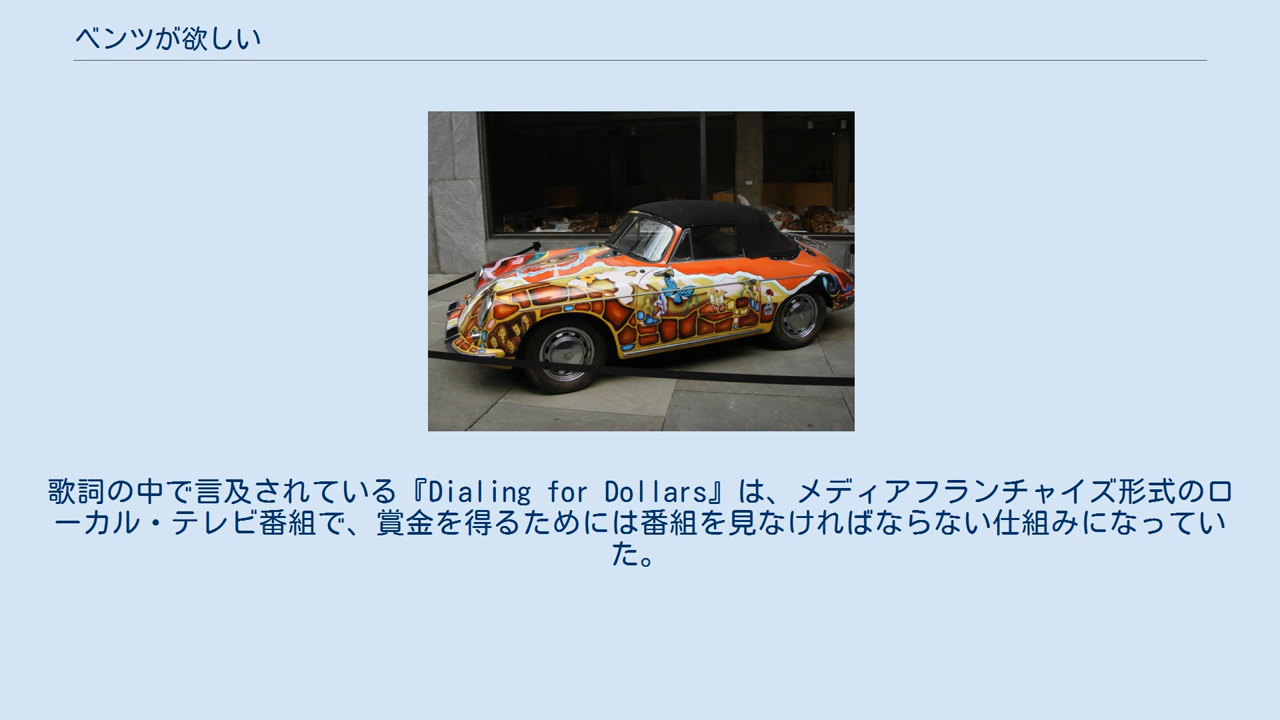 ベンツが欲しい
歌詞の中で言及されている『Dialing for Dollars』は、メディアフランチャイズ形式のロ
ーカル・テレビ番組で、賞金を得るためには番組を見なければならない仕組みになってい
た。